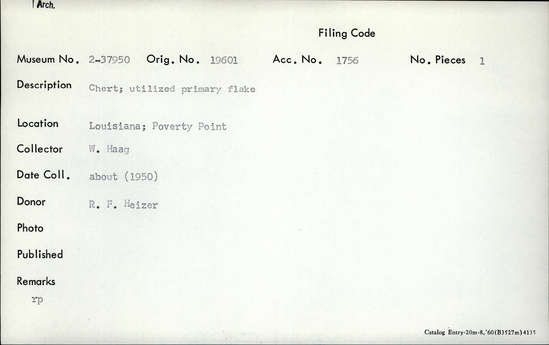 Arch.
Filing Code
Museum No. 2-37950 Orig. No. 19601 Acc. No. 1756 No. Pieces 1
Description Chert; utilized primary flake
Location Louisiana; Poverty Point
Collector W. Haag
Date Coll. about (1950)
Donor R. F. Heizer
Photo
Published
Remarks
rp
Catalog Entry-20m-8,'60(B3527m)4135